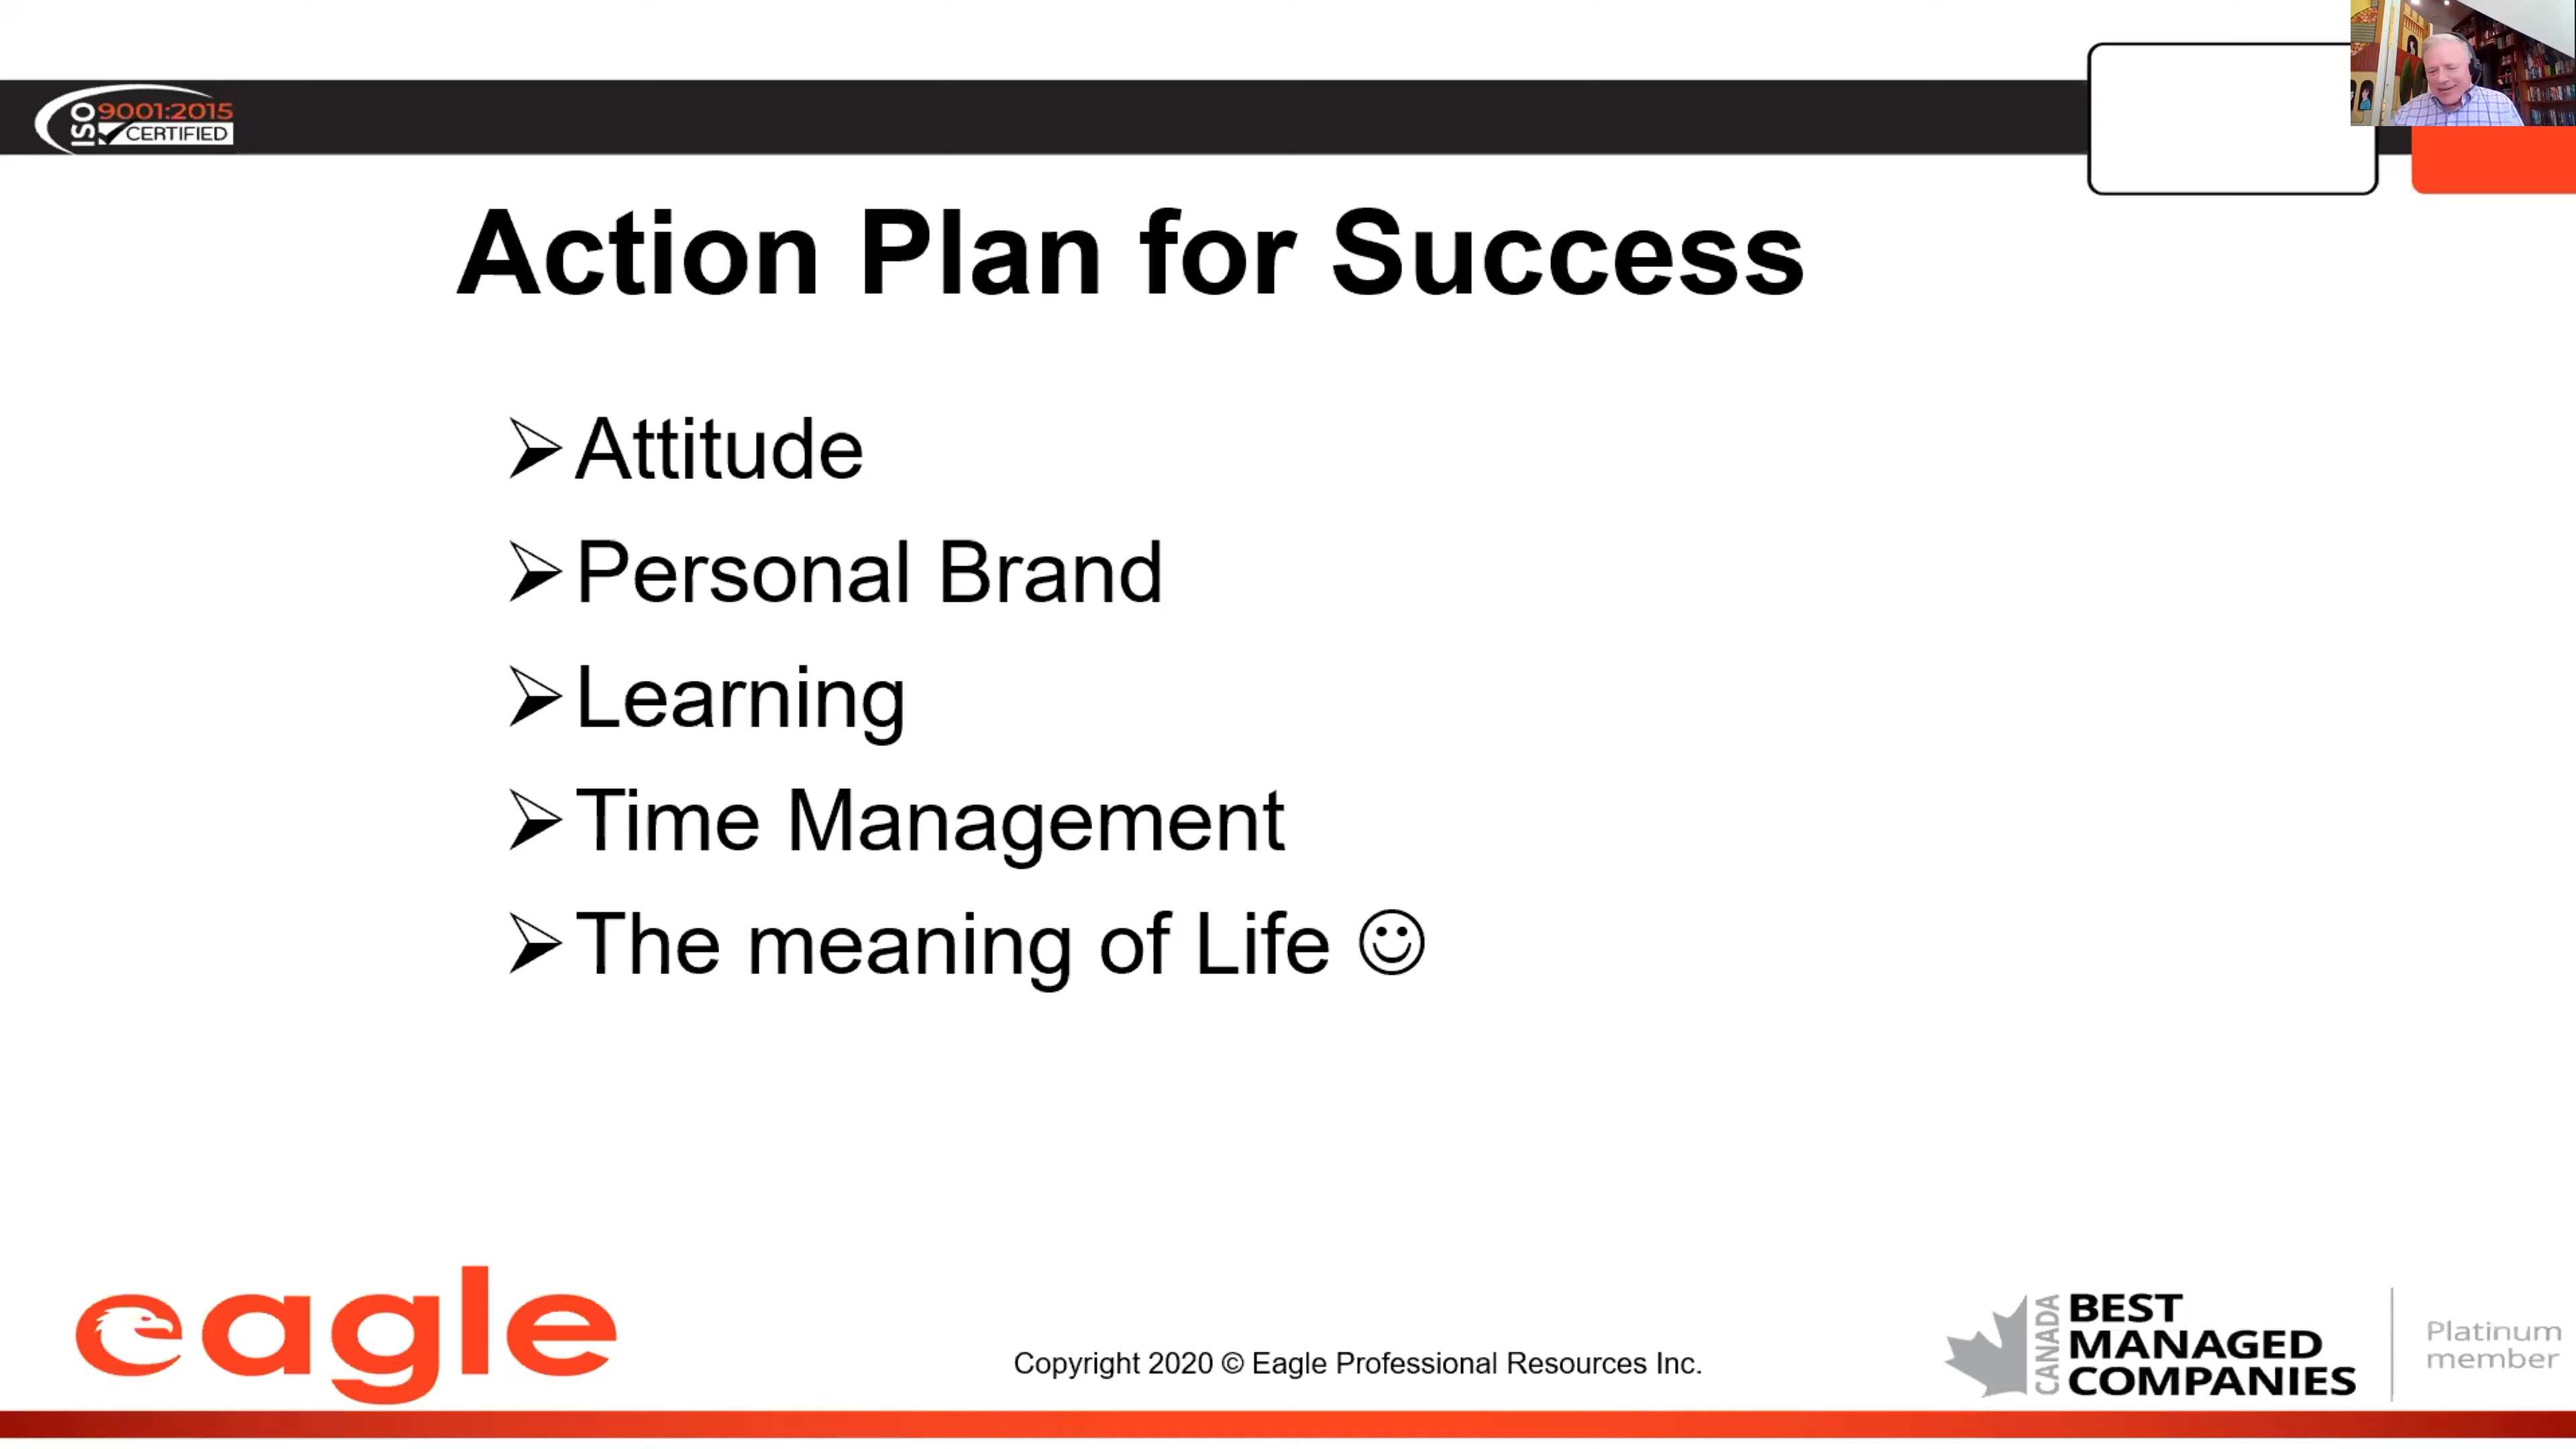 ISO 9001:2015
CERTIFIED
Action Plan for Success
Attitude
Personal Brand
Learning
Time Management
The meaning of Life ☺
eagle
Copyright 2020 © Eagle Professional Resources Inc.
CANADA
BEST
MANAGED
COMPANIES
Platinum
member